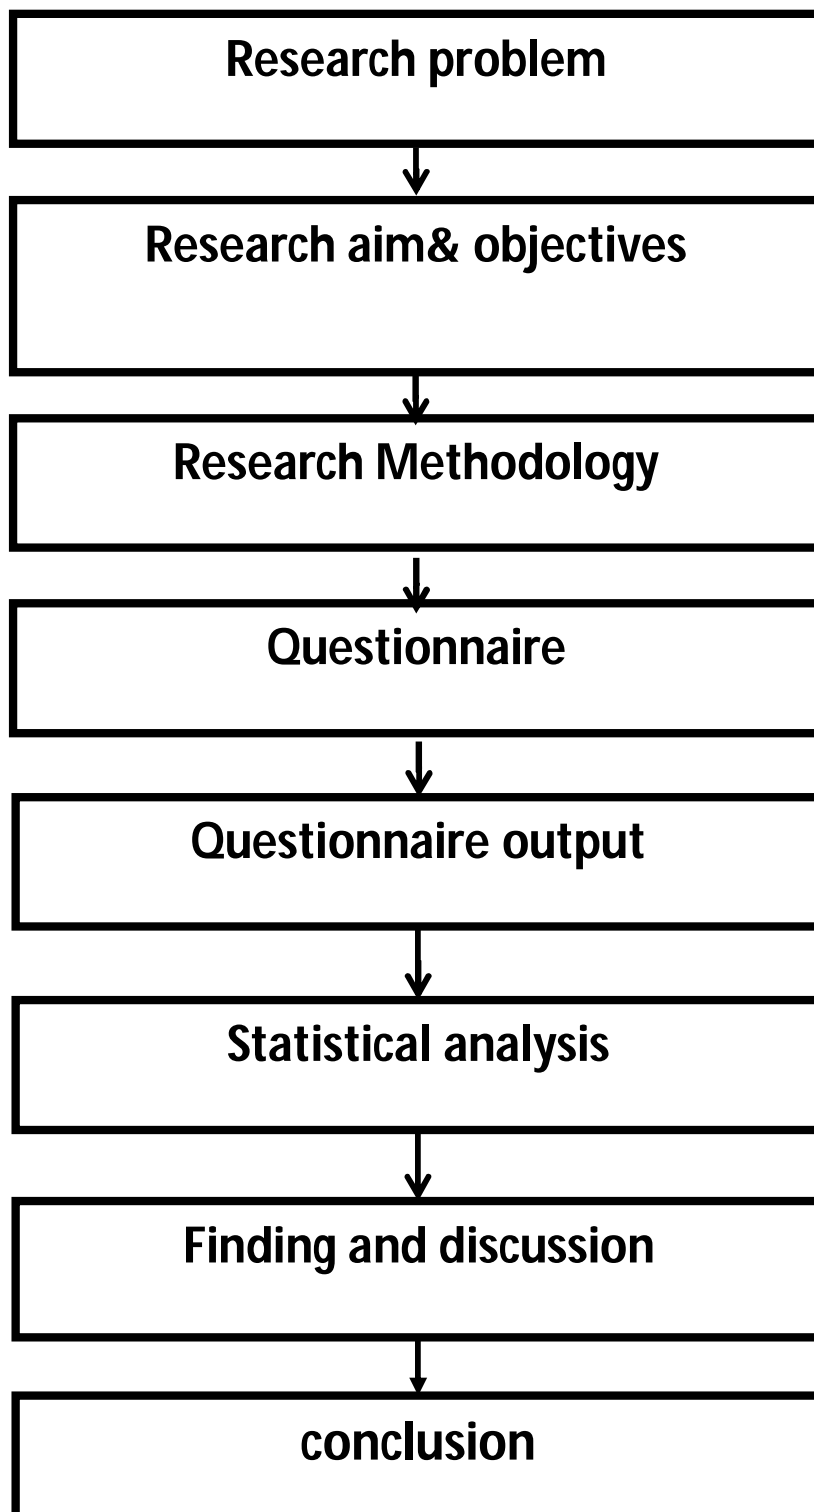 Research problem
Research aim& objectives
Research Methodology
Questionnaire
Questionnaire output
Statistical analysis
Finding and discussion
conclusion